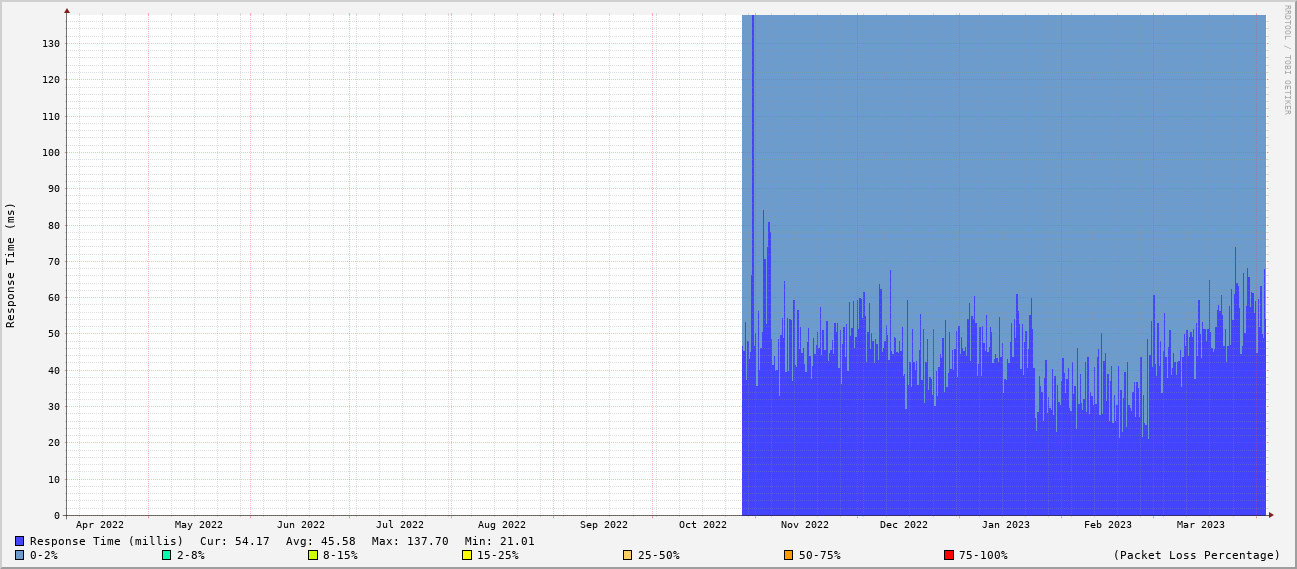 RRDTOOL / TOBI OETIKER
Response Time (ms)
130
120
110
100
90
80
70
60
50
40
30
20
10
0
Apr 2022 May 2022 Jun 2022 Jul 2022 Aug 2022 Sep 2022 Oct 2022 Nov 2022 Dec 2022 Jan 2023 Feb 2023 Mar 2023
Response Time (millis) Cur: 54.17 Avg: 45.58 Max: 137.70 Min: 21.01
0-2% 2-8% 8-15% 15-25% 25-50% 50-75% 75-100% (Packet Loss Percentage)